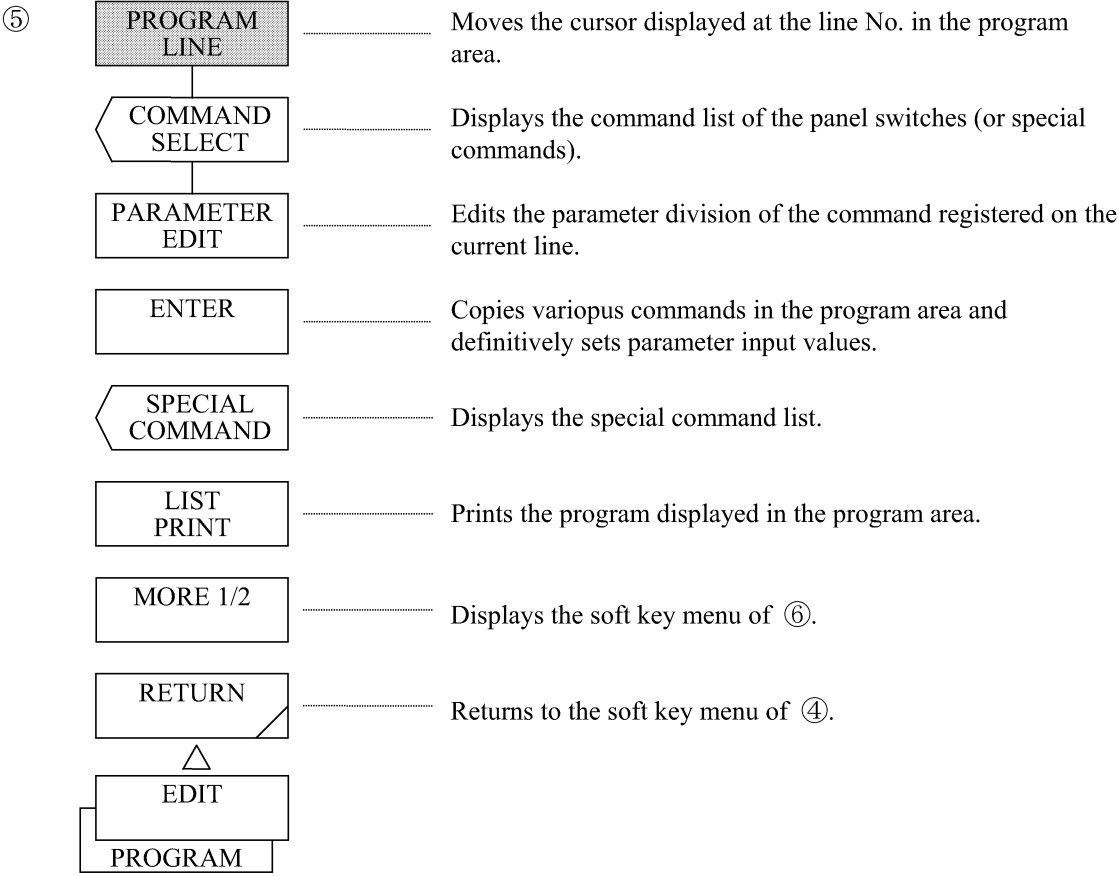 ⑤
PROGRAM
LINE
Moves the cursor displayed at the line No. in the program
area.
COMMAND
SELECT
Displays the command list of the panel switches (or special
commands).
PARAMETER
EDIT
Edits the parameter division of the command registered on the
current line.
ENTER
Copies variopus commands in the program area and
definitively sets parameter input values.
SPECIAL
COMMAND
Displays the special command list.
LIST
PRINT
Prints the program displayed in the program area.
MORE 1/2
Displays the soft key menu of ⑥.
RETURN
Returns to the soft key menu of ④.
EDIT
PROGRAM